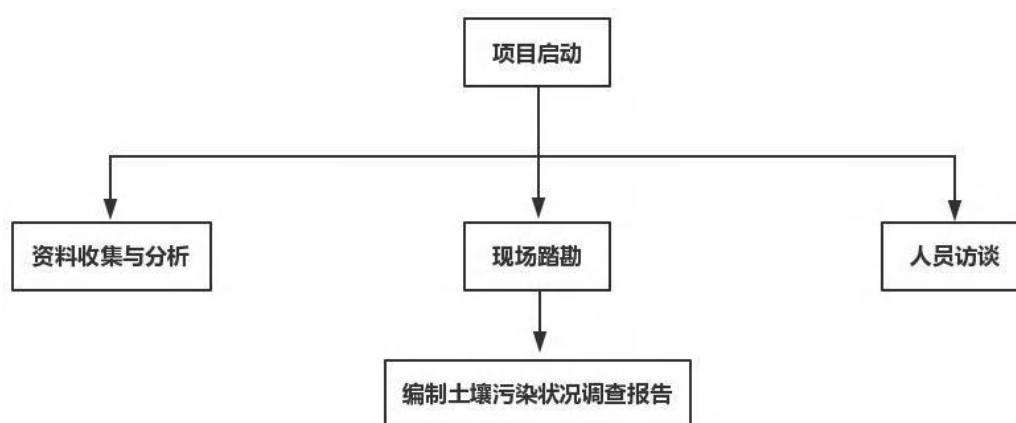 项目启动
资料收集与分析
现场踏勘
人员访谈
编制土壤污染状况调查报告